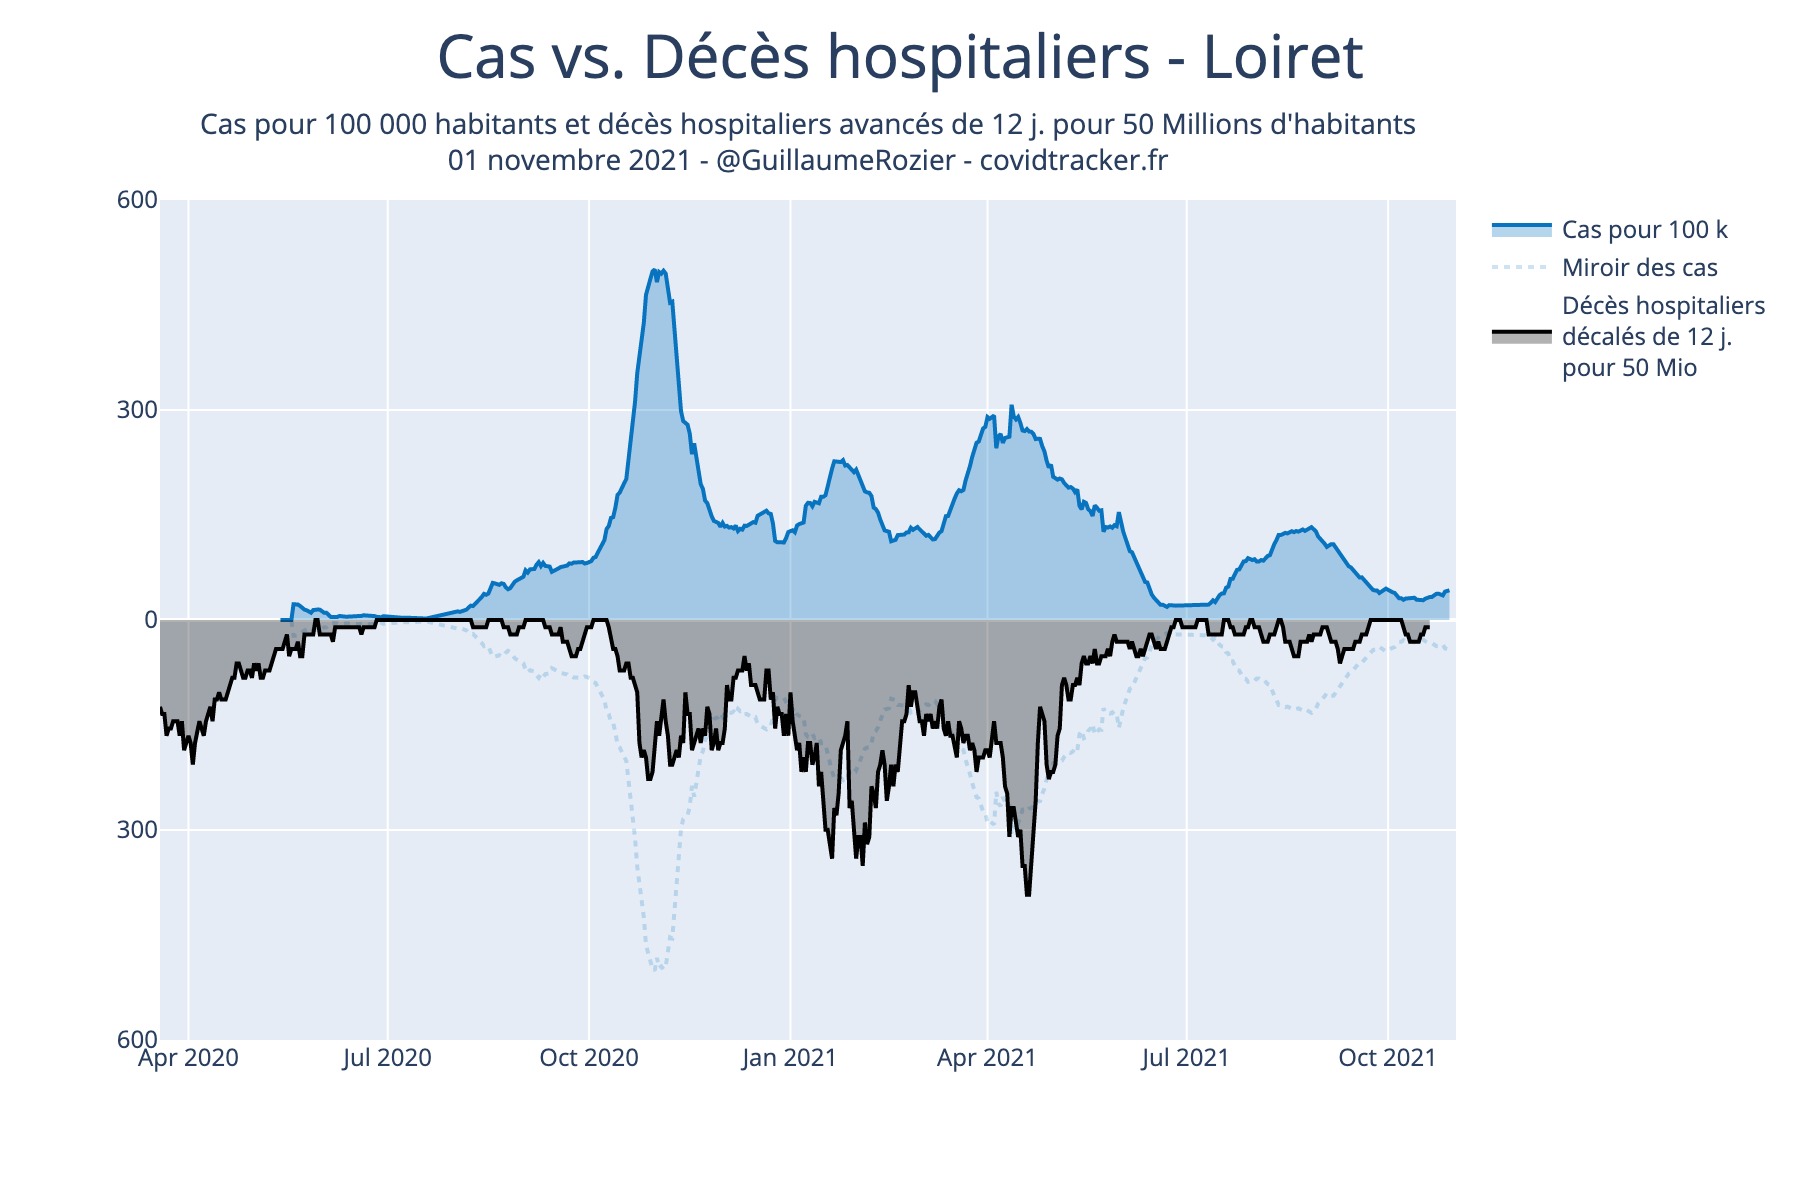 Cas vs. Décès hospitaliers - Loiret
Cas pour 100 000 habitants et décès hospitaliers avancés de 12 j. pour 50 Millions d'habitants
01 novembre 2021 - @GuillaumeRozier - covidtracker.fr
600
300
0
300
600
Apr 2020
Jul 2020
Oct 2020
Jan 2021
Apr 2021
Jul 2021
Oct 2021
Cas pour 100 k
Miroir des cas
Décès hospitaliers
décalés de 12 j.
pour 50 Mio